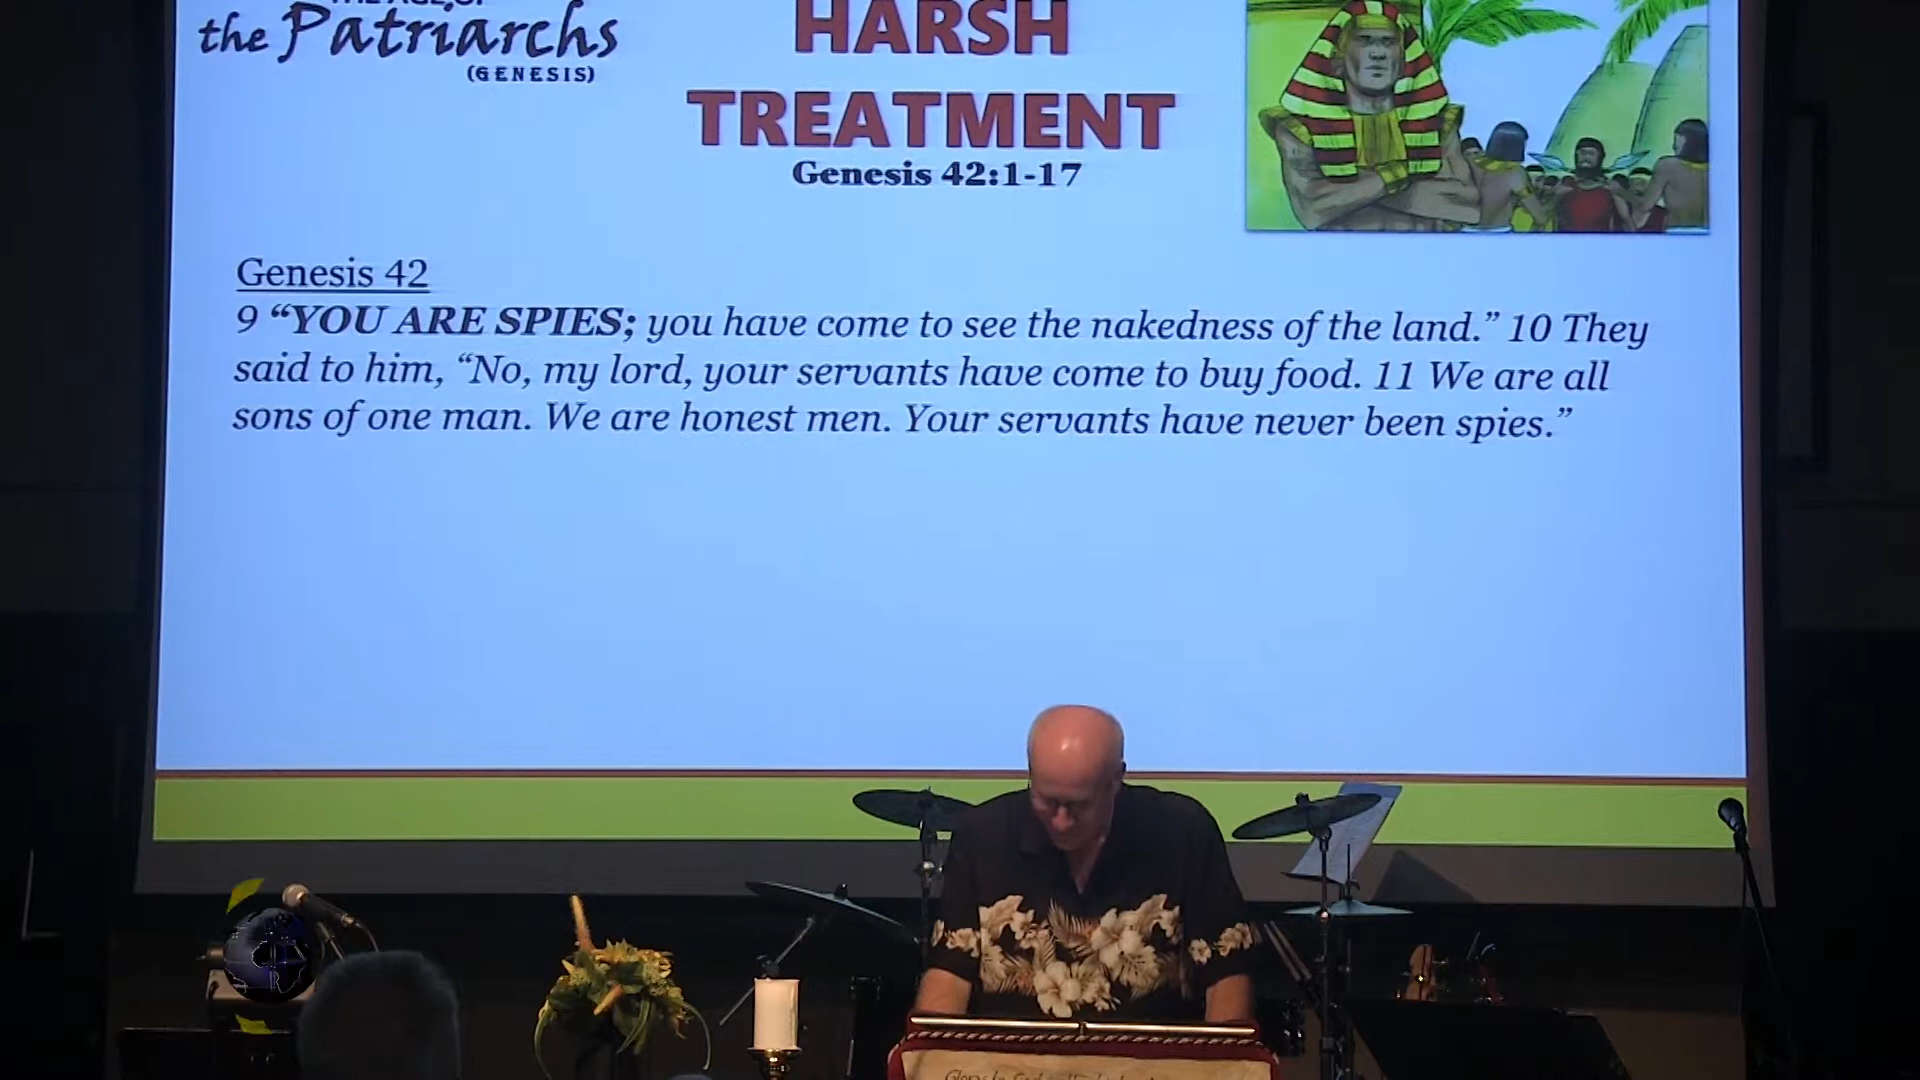 the Patriarchs
(GENESIS)
HARSH
TREATMENT
Genesis 42:1-17
Genesis 42
9 “YOU ARE SPIES; you have come to see the nakedness of the land.” 10 They
said to him, “No, my lord, your servants have come to buy food. 11 We are all
sons of one man. We are honest men. Your servants have never been spies.”